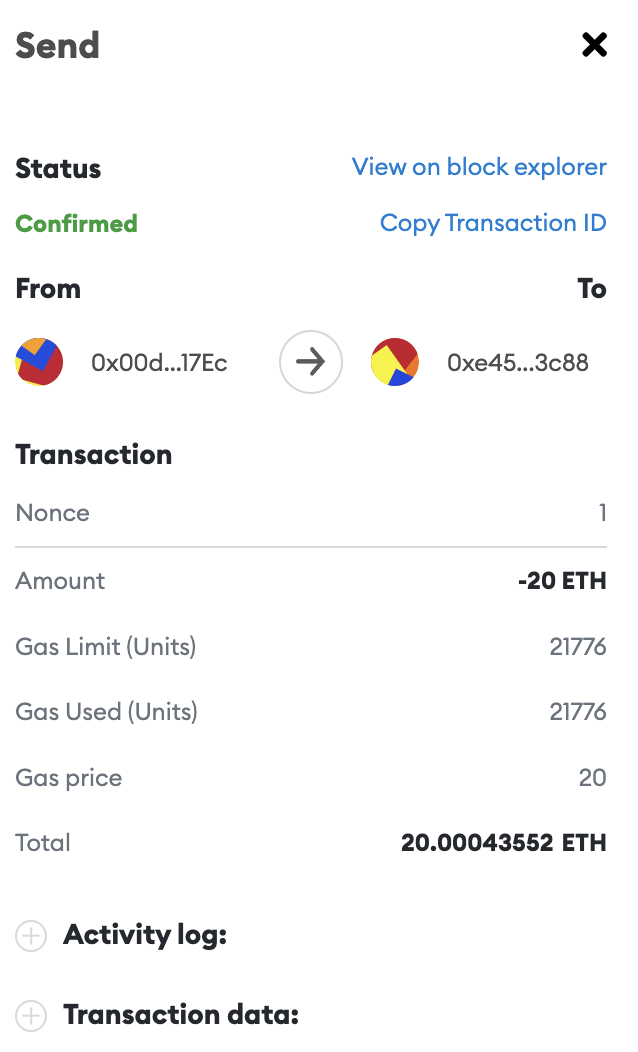 Send
Status View on block explorer
Confirmed Copy Transaction ID
From To
0x00d...17Ec 0xe45...3c88
Transaction
Nonce 1
Amount -20 ETH
Gas Limit (Units) 21776
Gas Used (Units) 21776
Gas price 20
Total 20.00043552 ETH
Activity log:
Transaction data: